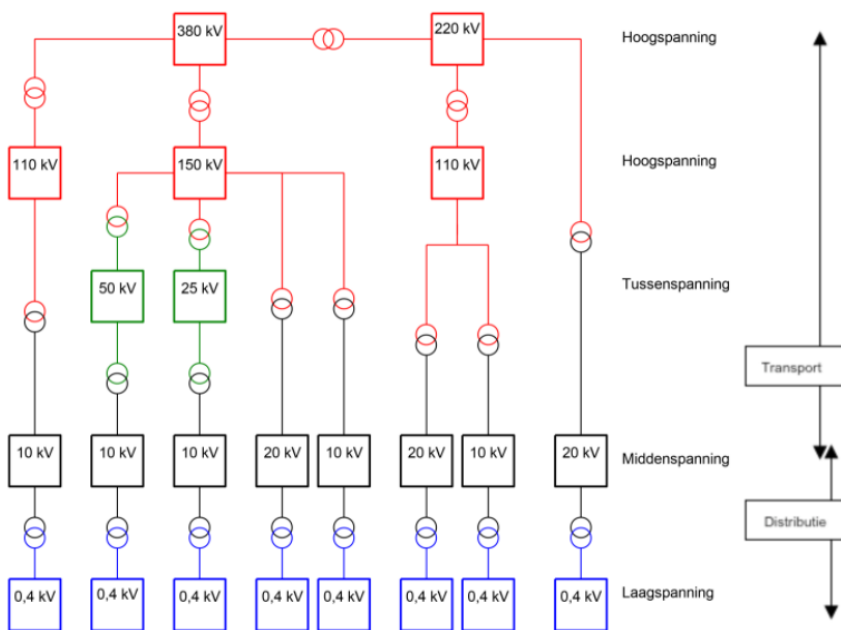 380 kV
220 kV
Hoogspanning
110 kV
150 kV
110 kV
Hoogspanning
50 kV
25 kV
Tussenspanning
Transport
10 kV
10 kV
10 kV
20 kV
10 kV
20 kV
10 kV
20 kV
Middenspanning
Distributie
0,4 kV
0,4 kV
0,4 kV
0,4 kV
0,4 kV
0,4 kV
0,4 kV
0,4 kV
Laagspanning